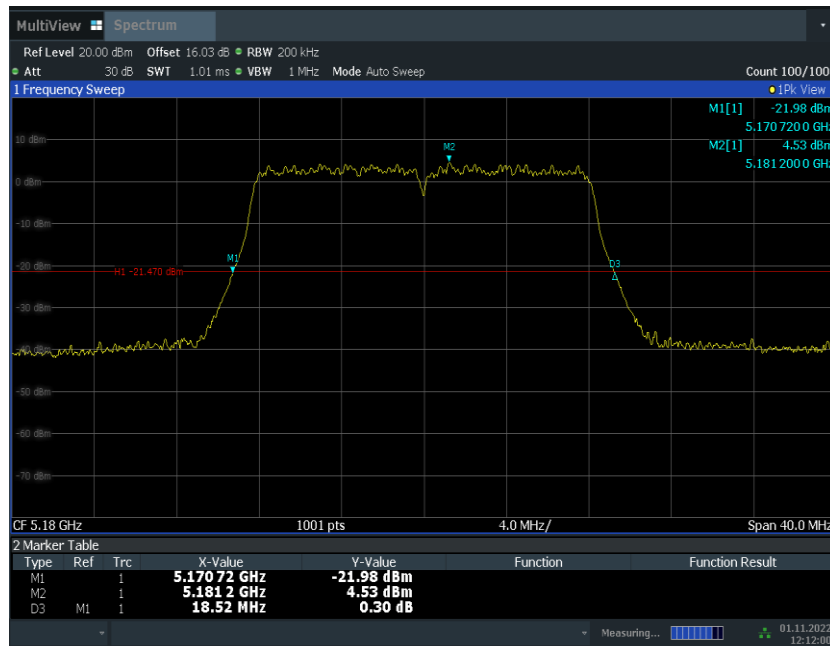 MultiView Spectrum
Ref Level 20.00 dBm Offset 16.03 dB RBW 200 kHz
Att 30 dB SWT 1.01 ms VBW 1 MHz Mode Auto Sweep Count 100/100
1 Frequency Sweep 1Pk View
M1[1] -21.98 dBm
5.170 720 0 GHz
M2[1] 4.53 dBm
5.181 200 0 GHz
10 dBm
M2
0 dBm
-10 dBm
M1
D3
-20 dBm
H1 -21.470 dBm
-30 dBm
-40 dBm
-50 dBm
-60 dBm
-70 dBm
CF 5.18 GHz 1001 pts 4.0 MHz/ Span 40.0 MHz
2 Marker Table
Type Ref Trc X-Value Y-Value Function Function Result
M1 1 5.170 72 GHz -21.98 dBm
M2 1 5.181 2 GHz 4.53 dBm
D3 M1 1 18.52 MHz 0.30 dB
Measuring... 01.11.2022
12:12:00